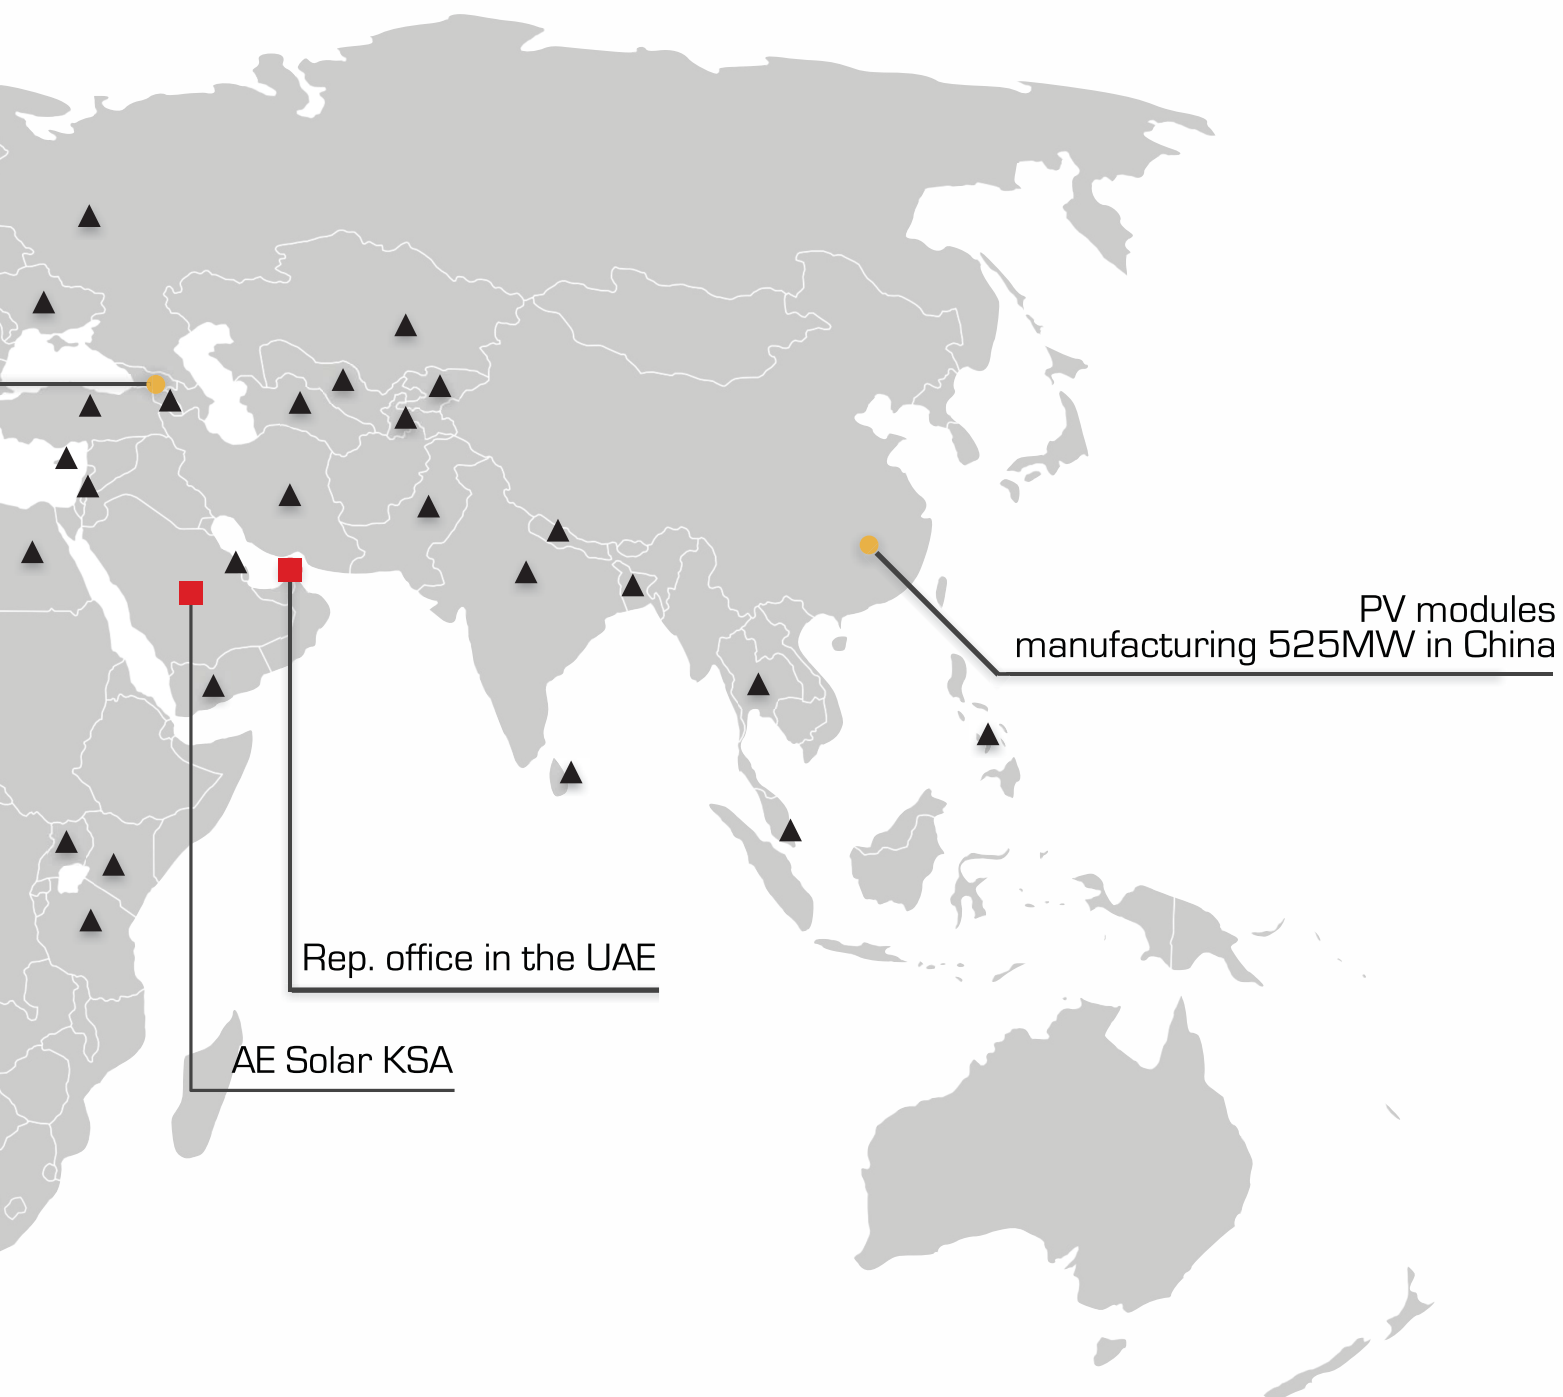 PV modules
manufacturing 525MW in China
Rep. office in the UAE
AE Solar KSA